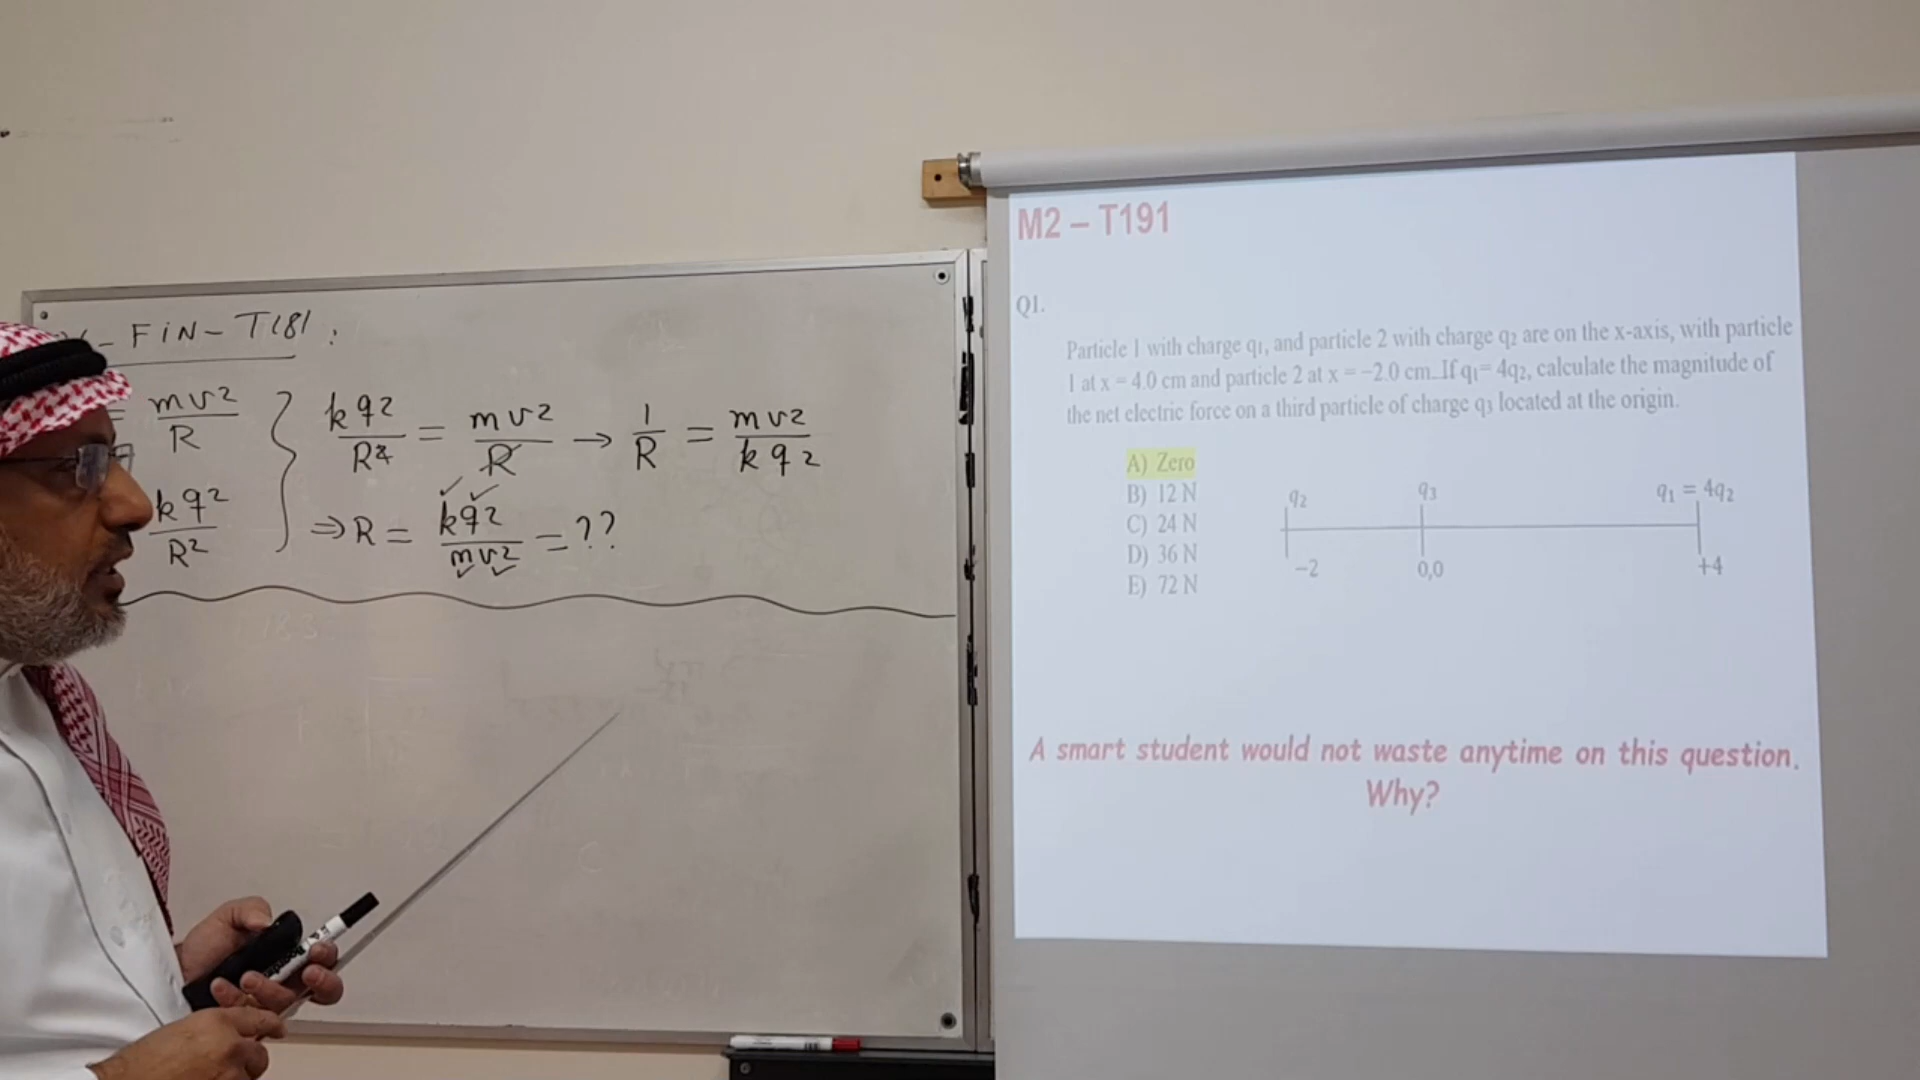 - FIN - T181 :
= mv²/R } kq²/R² = mv²/R → 1/R = mv²/kq²
kq²/R² ⇒ R = kq²/mv² = ??
M2 – T191
Q1.
Particle 1 with charge q₁, and particle 2 with charge q₂ are on the x-axis, with particle
1 at x = 4.0 cm and particle 2 at x = −2.0 cm. If q₁= 4q₂, calculate the magnitude of
the net electric force on a third particle of charge q₃ located at the origin.
A) Zero
B) 12 N
C) 24 N
D) 36 N
E) 72 N
q₂ q₃ q₁ = 4q₂
−2 0,0 +4
A smart student would not waste anytime on this question.
Why?